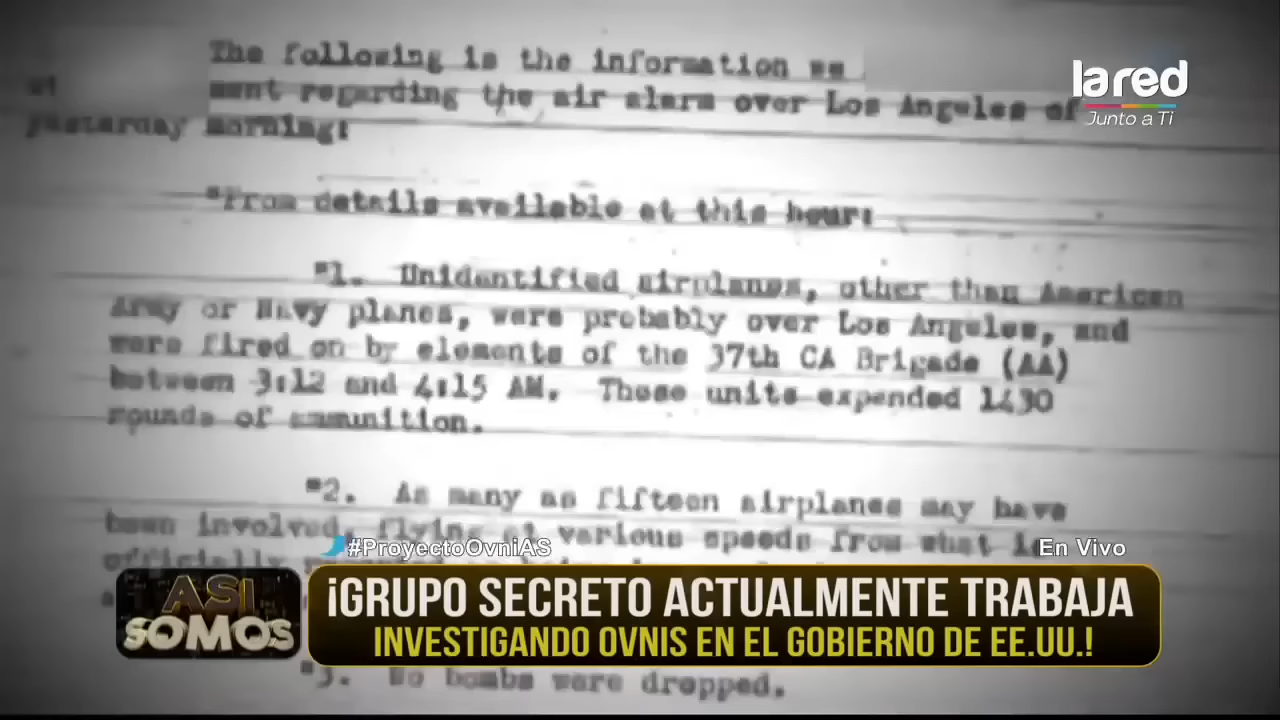 The following is the information we
at ment regarding the air alarm over Los Angeles of
yesterday morning:
"From details available at this hour:
"1. Unidentified airplanes, other than American
Army or Navy planes, were probably over Los Angeles, and
were fired on by elements of the 37th CA Brigade (AA)
between 3:12 and 4:15 AM. These units expended 1430
rounds of ammunition.
"2. As many as fifteen airplanes may have
been involved, flying at various speeds from what is
officially
"3. No bombs were dropped.
lared
Junto a Ti
#ProyectoOvniAS
En Vivo
ASI
SOMOS
¡GRUPO SECRETO ACTUALMENTE TRABAJA
INVESTIGANDO OVNIS EN EL GOBIERNO DE EE.UU.!